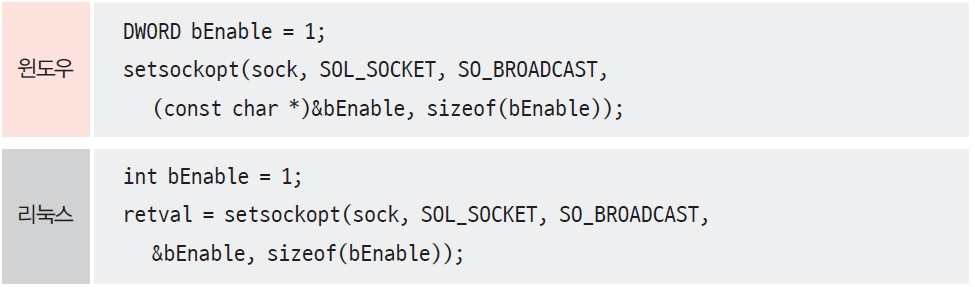 윈도우
DWORD bEnable = 1;
setsockopt(sock, SOL_SOCKET, SO_BROADCAST,
(const char *)&bEnable, sizeof(bEnable));
리눅스
int bEnable = 1;
retval = setsockopt(sock, SOL_SOCKET, SO_BROADCAST,
&bEnable, sizeof(bEnable));